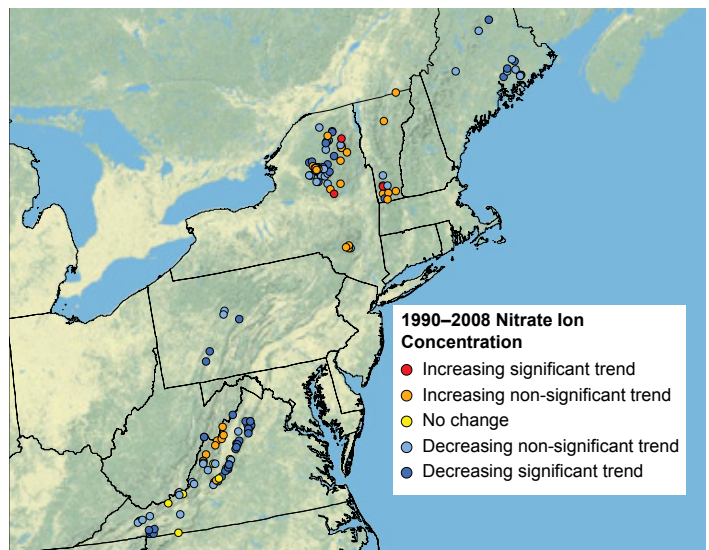 1990–2008 Nitrate Ion
Concentration
Increasing significant trend
Increasing non-significant trend
No change
Decreasing non-significant trend
Decreasing significant trend